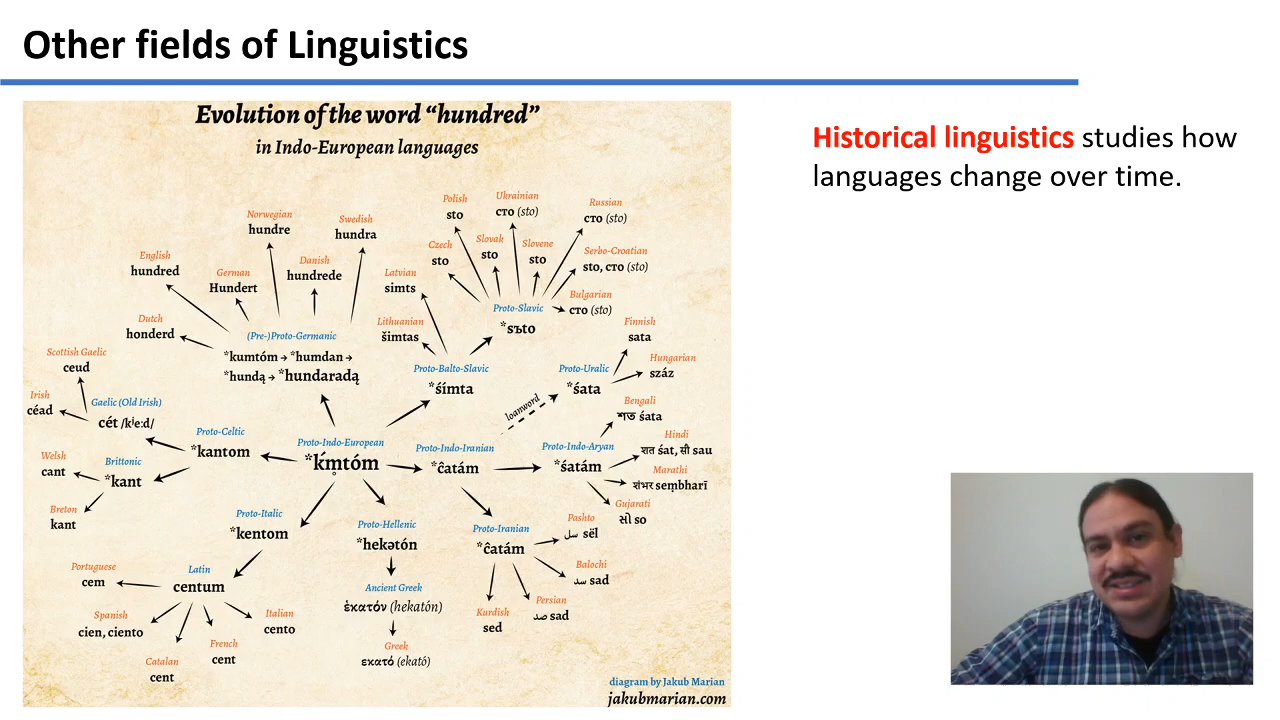 Other fields of Linguistics
Evolution of the word “hundred”
in Indo-European languages
Historical linguistics studies how
languages change over time.
Polish
sto
Ukrainian
сто (sto)
Russian
сто (sto)
Norwegian
hundre
Swedish
hundra
Czech
sto
Slovak
sto
Slovene
sto
Serbo-Croatian
sto, сто (sto)
English
hundred
German
Hundert
Danish
hundrede
Latvian
simts
Bulgarian
сто (sto)
Proto-Slavic
*sъto
Dutch
honderd
(Pre-)Proto-Germanic
*kumtóm → *humdan →
*hundą → *hundaradą
Lithuanian
šimtas
Finnish
sata
Scottish Gaelic
ceud
Proto-Balto-Slavic
*śímta
Proto-Uralic
*śata
Hungarian
száz
Irish
céad
Gaelic (Old Irish)
cét /kʲeːd/
loanword
Bengali
শত śata
Proto-Celtic
*kantom
Proto-Indo-European
*ḱm̥tóm
Proto-Indo-Iranian
*ĉatám
Proto-Indo-Aryan
*śatám
Hindi
शत śat, सौ sau
Welsh
cant
Brittonic
*kant
Marathi
शंभर seṃbharī
Breton
kant
Gujarati
સો so
Proto-Italic
*kentom
Proto-Hellenic
*hekətón
Proto-Iranian
*ĉatám
Pashto
سل sël
Portuguese
cem
Latin
centum
Ancient Greek
ἑκατόν (hekatón)
Balochi
سد sad
Spanish
cien, ciento
Italian
cento
Kurdish
sed
Persian
صد sad
Catalan
cent
French
cent
Greek
εκατό (ekató)
diagram by Jakub Marian
jakubmarian.com